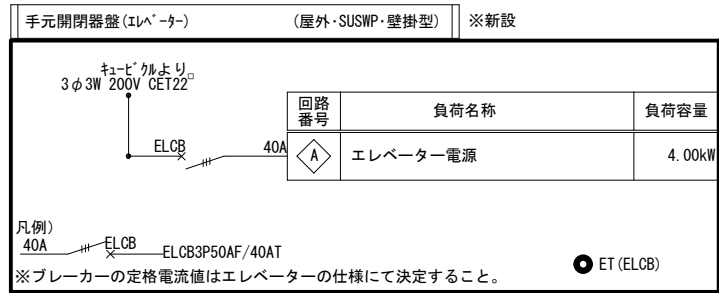 手元開閉器盤(ｴﾚﾍﾞｰﾀｰ) (屋外・SUSWP・壁掛型) ※新設
ｷｭｰﾋﾞｸﾙより
3φ3W 200V CET22□
回路番号 負荷名称 負荷容量
ELCB 40A A エレベーター電源 4.00kW
凡例)
40A ELCB ELCB3P50AF/40AT
※ブレーカーの定格電流値はエレベーターの仕様にて決定すること。
ET(ELCB)